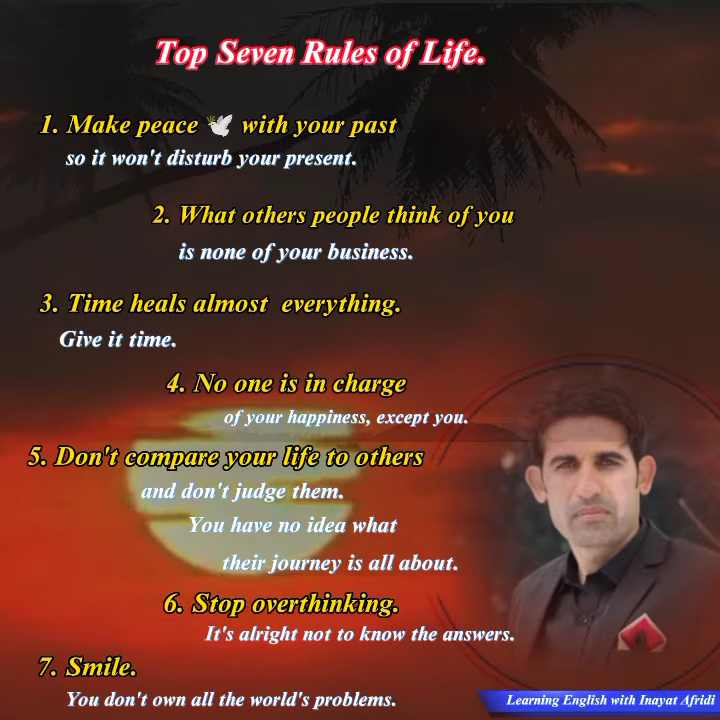 Top Seven Rules of Life.
1. Make peace 🕊 with your past
so it won't disturb your present.
2. What others people think of you
is none of your business.
3. Time heals almost everything.
Give it time.
4. No one is in charge
of your happiness, except you.
5. Don't compare your life to others
and don't judge them.
You have no idea what
their journey is all about.
6. Stop overthinking.
It's alright not to know the answers.
7. Smile.
You don't own all the world's problems.
Learning English with Inayat Afridi